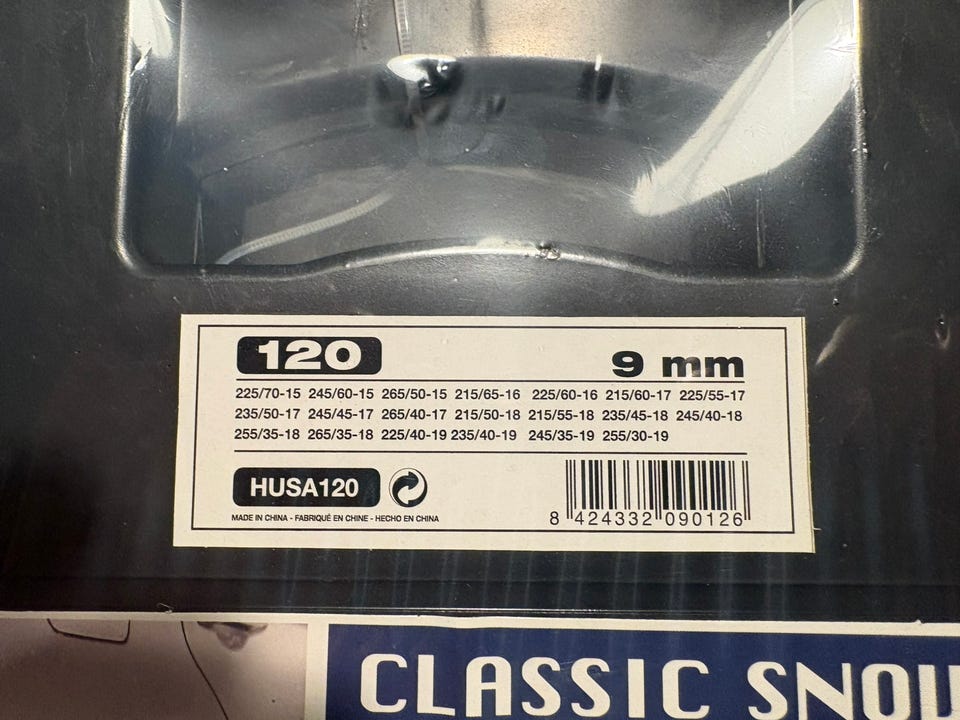 120
9 mm
225/70-15 245/60-15 265/50-15 215/65-16 225/60-16 215/60-17 225/55-17
235/50-17 245/45-17 265/40-17 215/50-18 215/55-18 235/45-18 245/40-18
255/35-18 265/35-18 225/40-19 235/40-19 245/35-19 255/30-19
HUSA120
MADE IN CHINA - FABRIQUÉ EN CHINE - HECHO EN CHINA
8 424332 090126
CLASSIC SNOW